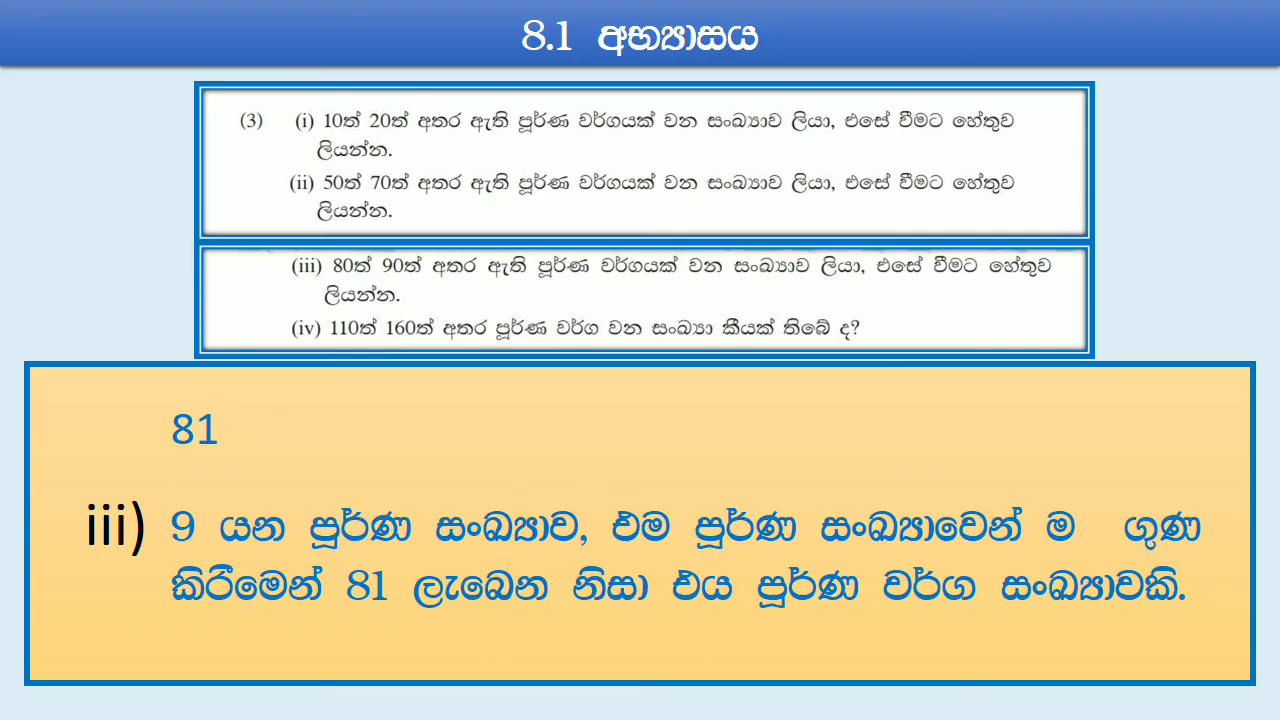 8.1 අභ්‍යාසය
(3) (i) 10ත් 20ත් අතර ඇති පූර්ණ වර්ගයක් වන සංඛ්‍යාව ලියා, එසේ වීමට හේතුව
ලියන්න.
(ii) 50ත් 70ත් අතර ඇති පූර්ණ වර්ගයක් වන සංඛ්‍යාව ලියා, එසේ වීමට හේතුව
ලියන්න.
(iii) 80ත් 90ත් අතර ඇති පූර්ණ වර්ගයක් වන සංඛ්‍යාව ලියා, එසේ වීමට හේතුව
ලියන්න.
(iv) 110ත් 160ත් අතර පූර්ණ වර්ග වන සංඛ්‍යා කීයක් තිබේ ද?
81
iii) 9 යන පූර්ණ සංඛ්‍යාව, එම පූර්ණ සංඛ්‍යාවෙන් ම ගුණ
කිරීමෙන් 81 ලැබෙන නිසා එය පූර්ණ වර්ග සංඛ්‍යාවකි.